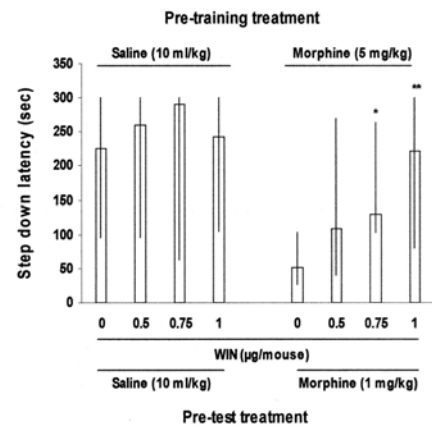 Pre-training treatment
Saline (10 ml/kg) Morphine (5 mg/kg)
Step down latency (sec)
350
300
250
200
150
100
50
0
* **
0 0.5 0.75 1 0 0.5 0.75 1
WIN (µg/mouse)
Saline (10 ml/kg) Morphine (1 mg/kg)
Pre-test treatment